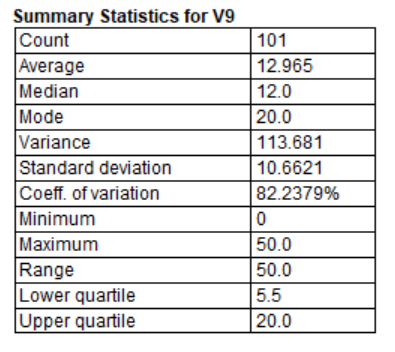 Summary Statistics for V9
Count 101
Average 12.965
Median 12.0
Mode 20.0
Variance 113.681
Standard deviation 10.6621
Coeff. of variation 82.2379%
Minimum 0
Maximum 50.0
Range 50.0
Lower quartile 5.5
Upper quartile 20.0